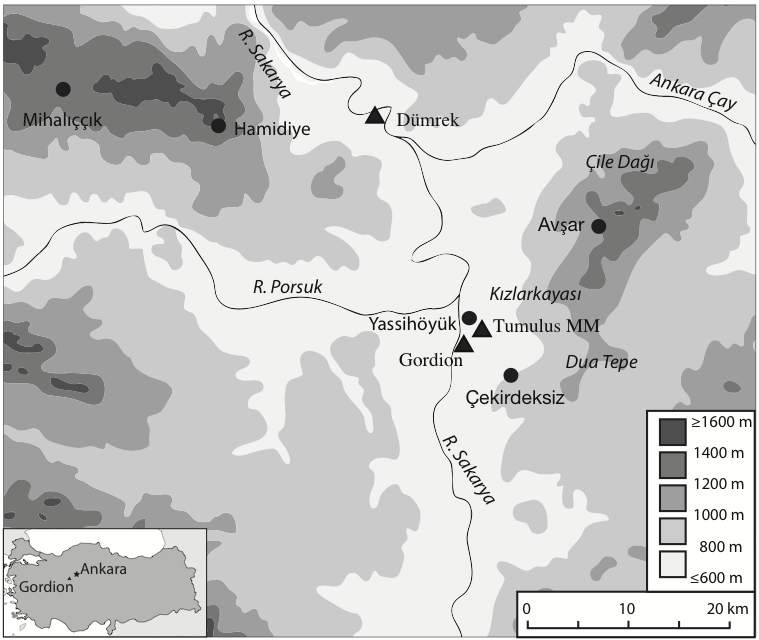 R. Sakarya
Ankara Çay
Mihalıççık
Hamidiye
Dümrek
Çile Dağı
Avşar
R. Porsuk
Kızlarkayası
Yassihöyük
Tumulus MM
Gordion
Dua Tepe
Çekirdeksiz
R. Sakarya
≥1600 m
1400 m
1200 m
1000 m
800 m
≤600 m
Ankara
Gordion
0 10 20 km